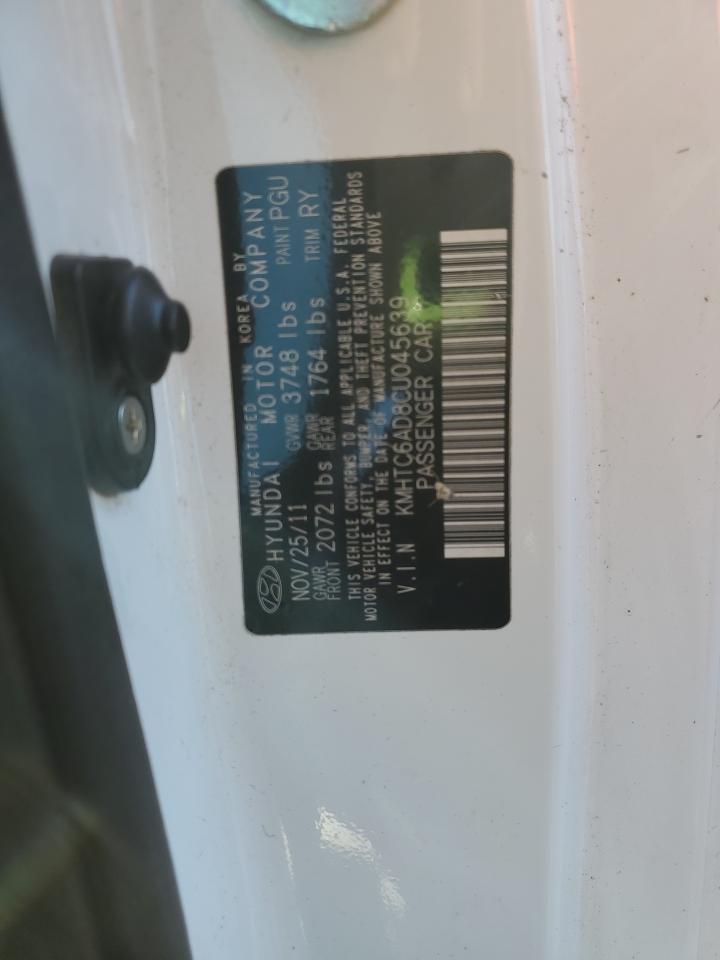 MANUFACTURED IN KOREA BY
HYUNDAI MOTOR COMPANY
NOV/25/11 GVWR 3748 lbs PAINT PGU
GAWR FRONT 2072 lbs GAWR REAR 1764 lbs TRIM RY
THIS VEHICLE CONFORMS TO ALL APPLICABLE U.S.A. FEDERAL
MOTOR VEHICLE SAFETY, BUMPER, AND THEFT PREVENTION STANDARDS
IN EFFECT ON THE DATE OF MANUFACTURE SHOWN ABOVE
V.I.N KMHTC6AD8CU045639
PASSENGER CAR